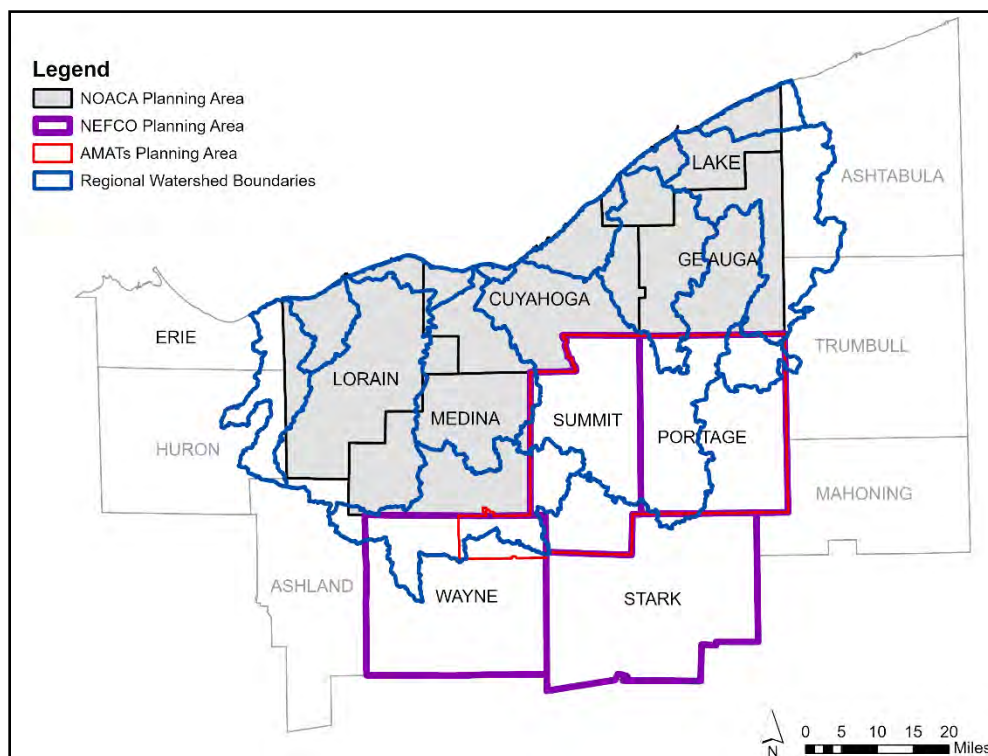 Legend
NOACA Planning Area
NEFCO Planning Area
AMATs Planning Area
Regional Watershed Boundaries
LAKE
ASHTABULA
GEAUGA
CUYAHOGA
ERIE
TRUMBULL
LORAIN
MEDINA
SUMMIT
PORTAGE
HURON
MAHONING
ASHLAND
WAYNE
STARK
N
0 5 10 20
Miles